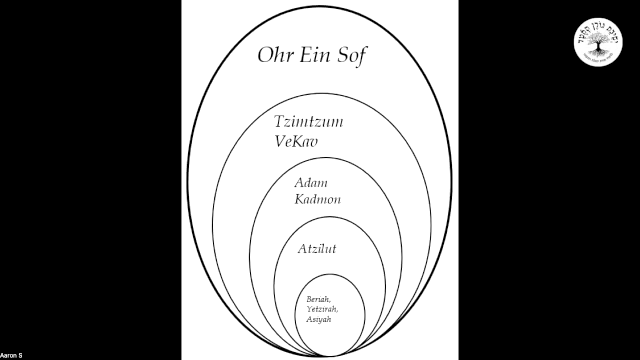 Ohr Ein Sof
Tzimtzum
VeKav
Adam
Kadmon
Atzilut
Beriah,
Yetzirah,
Asiyah
Aaron S